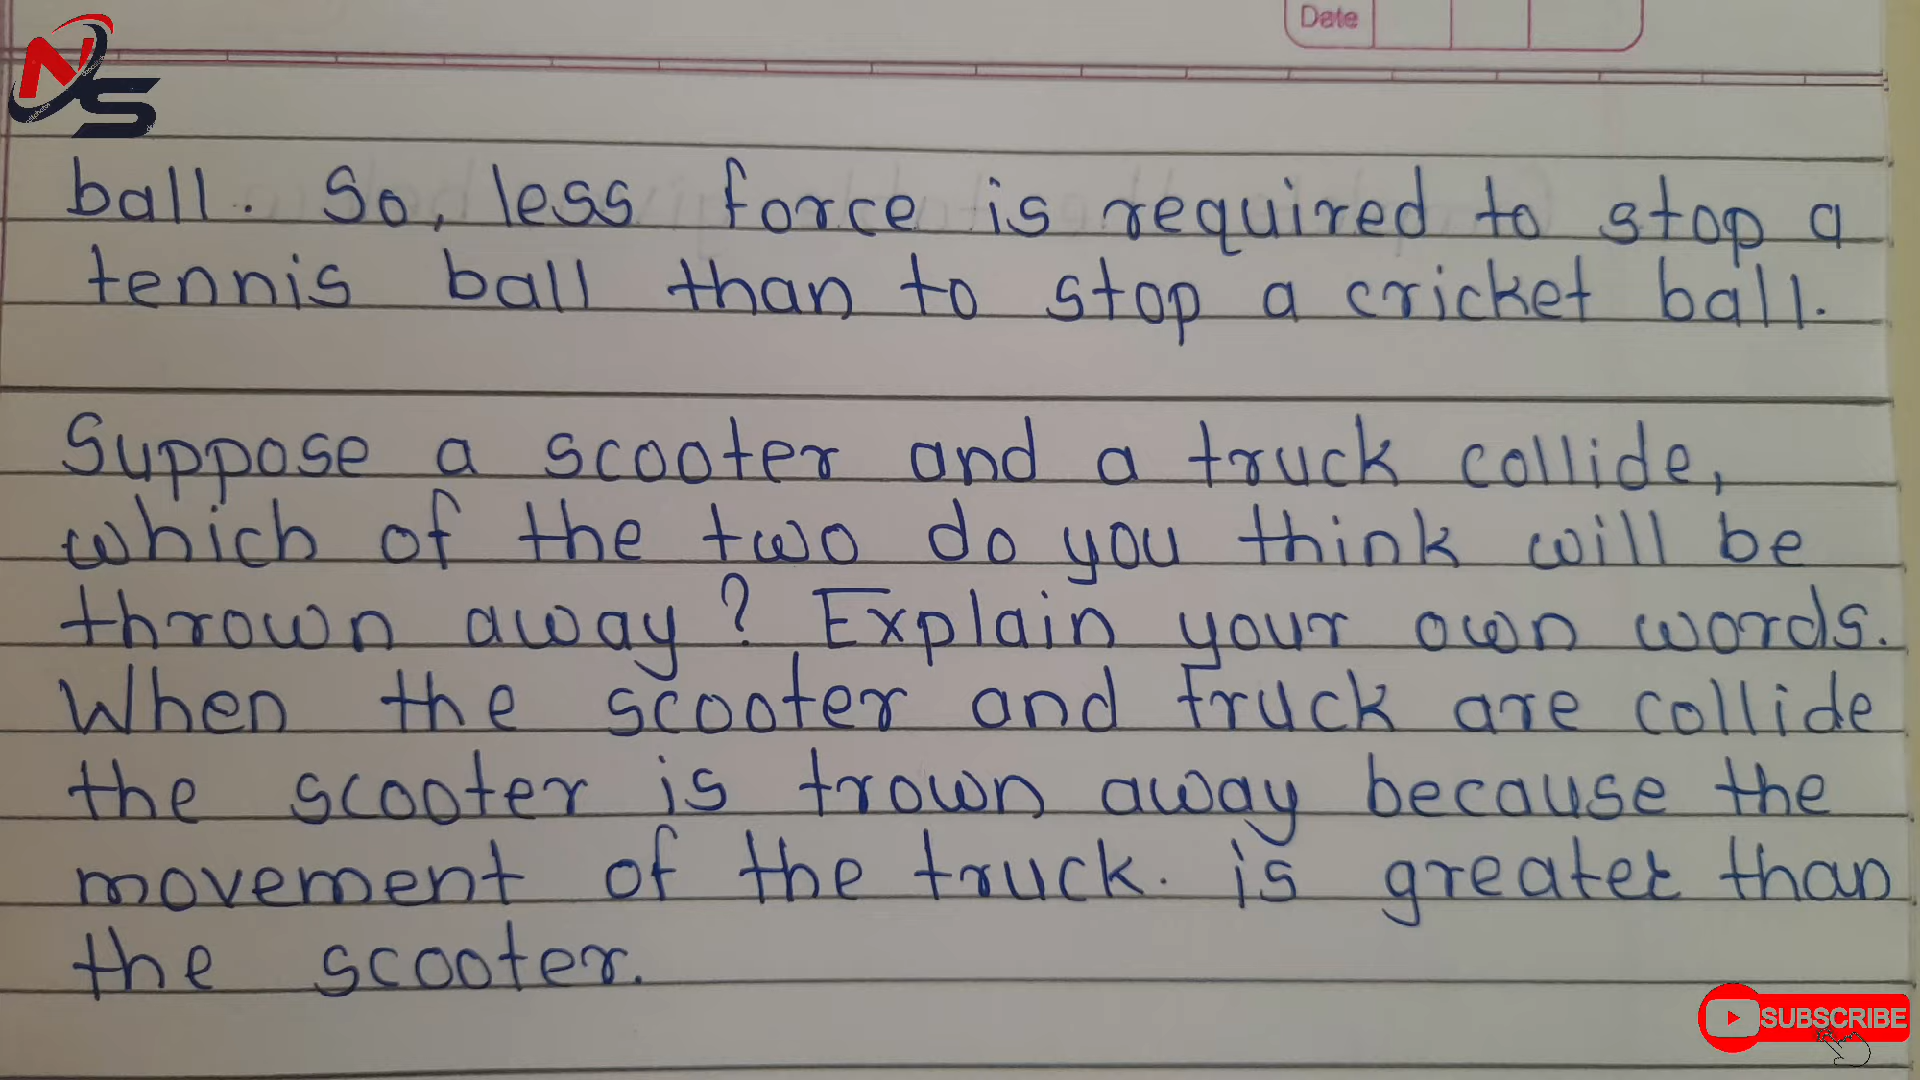 Date
NS
ball. So, less force is required to stop a
tennis ball than to stop a cricket ball.
Suppose a scooter and a truck collide,
which of the two do you think will be
thrown away? Explain your own words.
When the scooter and truck are collide
the scooter is trown away because the
movement of the truck. is greater than
the scooter.
SUBSCRIBE